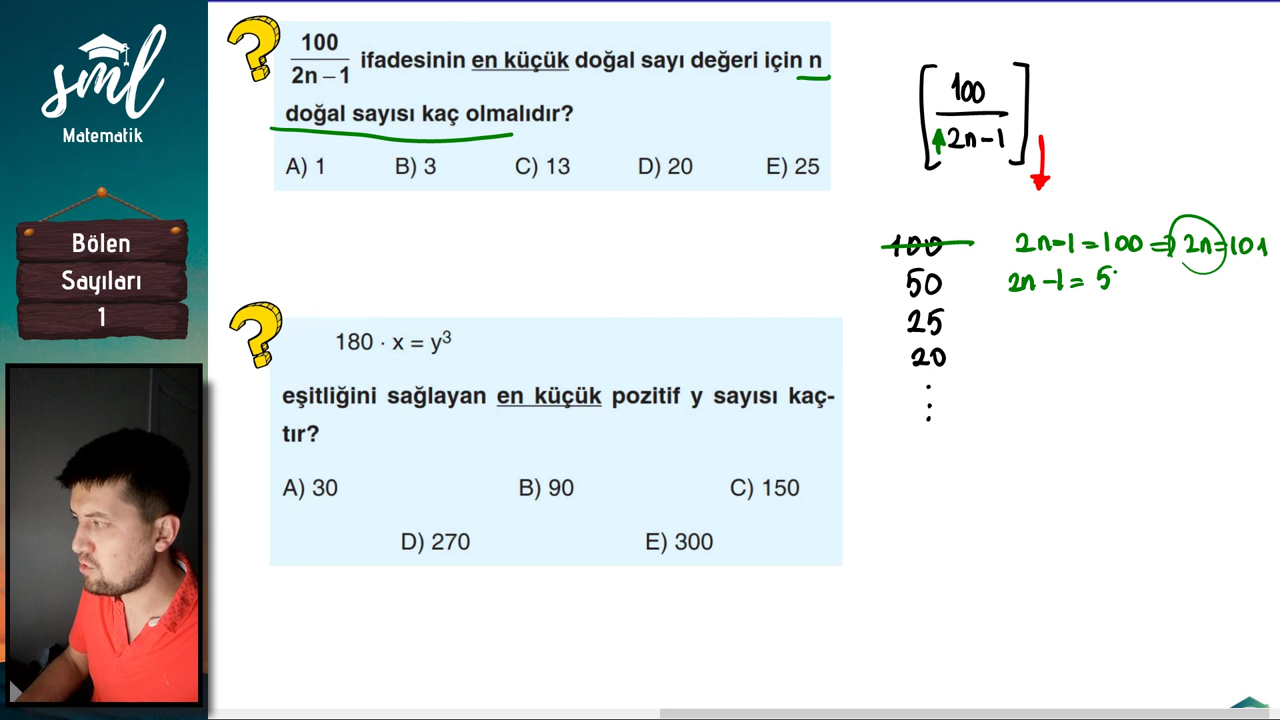 sml
Matematik
Bölen
Sayıları
1
100
2n – 1
ifadesinin en küçük doğal sayı değeri için n
doğal sayısı kaç olmalıdır?
A) 1 B) 3 C) 13 D) 20 E) 25
180 · x = y³
eşitliğini sağlayan en küçük pozitif y sayısı kaç-
tır?
A) 30 B) 90 C) 150
D) 270 E) 300
100
2n-1
100 2n-1=100 ⇒ 2n=101
50 2n-1= 5
25
20